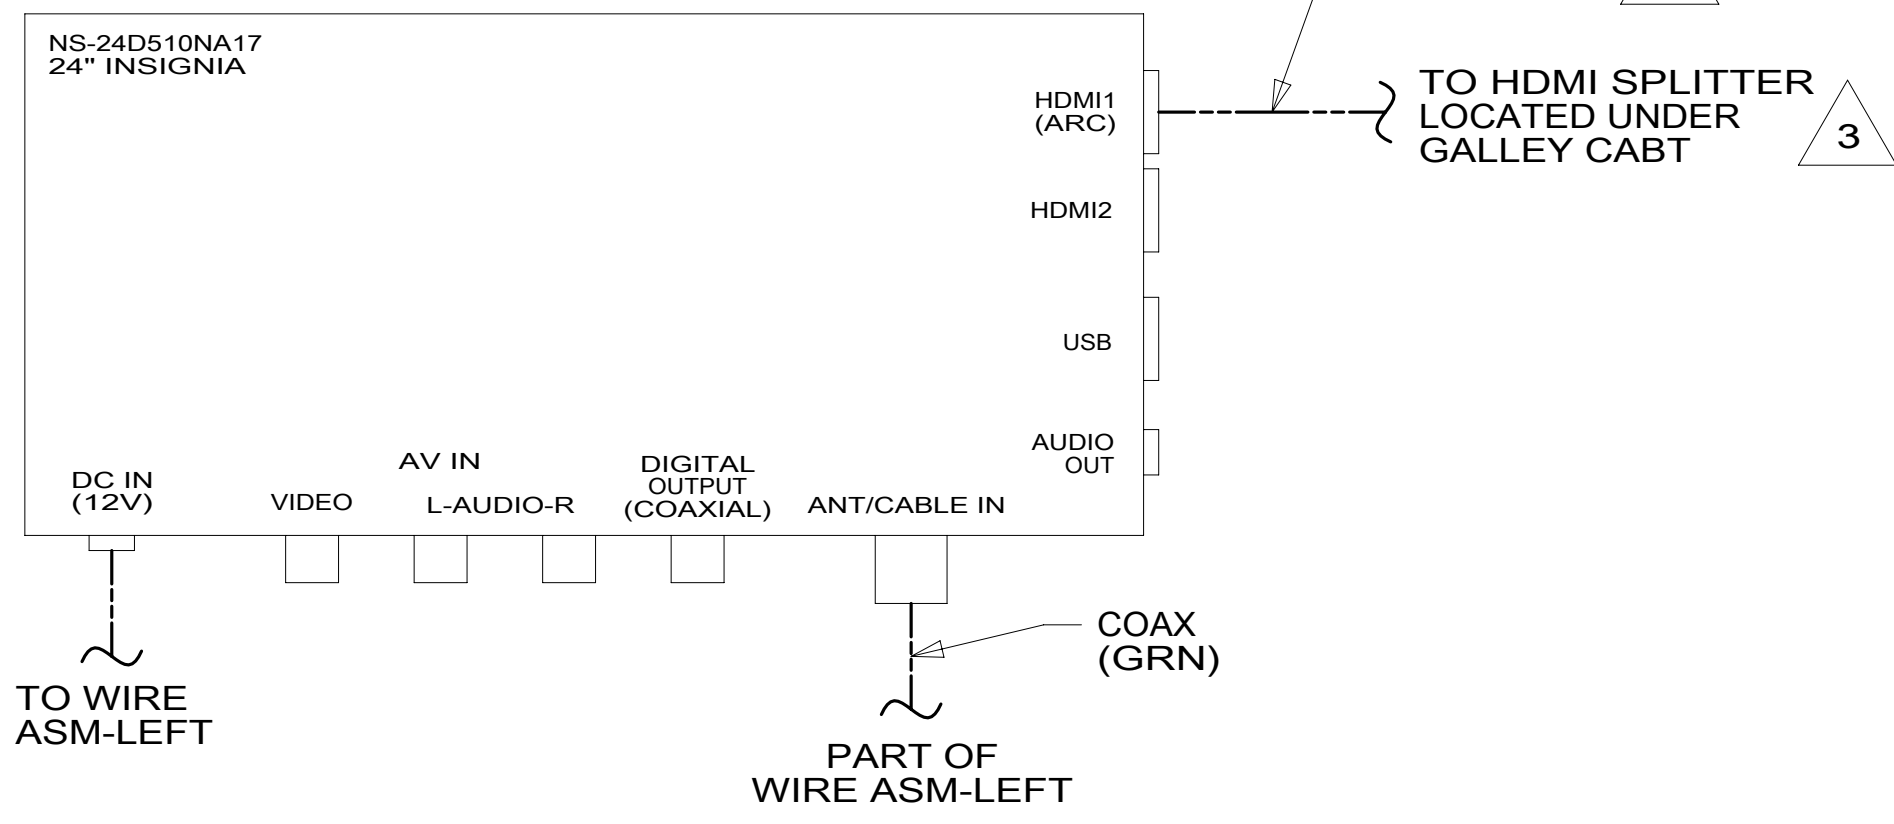 NS-24D510NA17
24" INSIGNIA
HDMI1
(ARC)
TO HDMI SPLITTER
LOCATED UNDER
GALLEY CABT
3
HDMI2
USB
AUDIO
OUT
DC IN
(12V)
VIDEO
AV IN
L-AUDIO-R
DIGITAL
OUTPUT
(COAXIAL)
ANT/CABLE IN
COAX
(GRN)
TO WIRE
ASM-LEFT
PART OF
WIRE ASM-LEFT